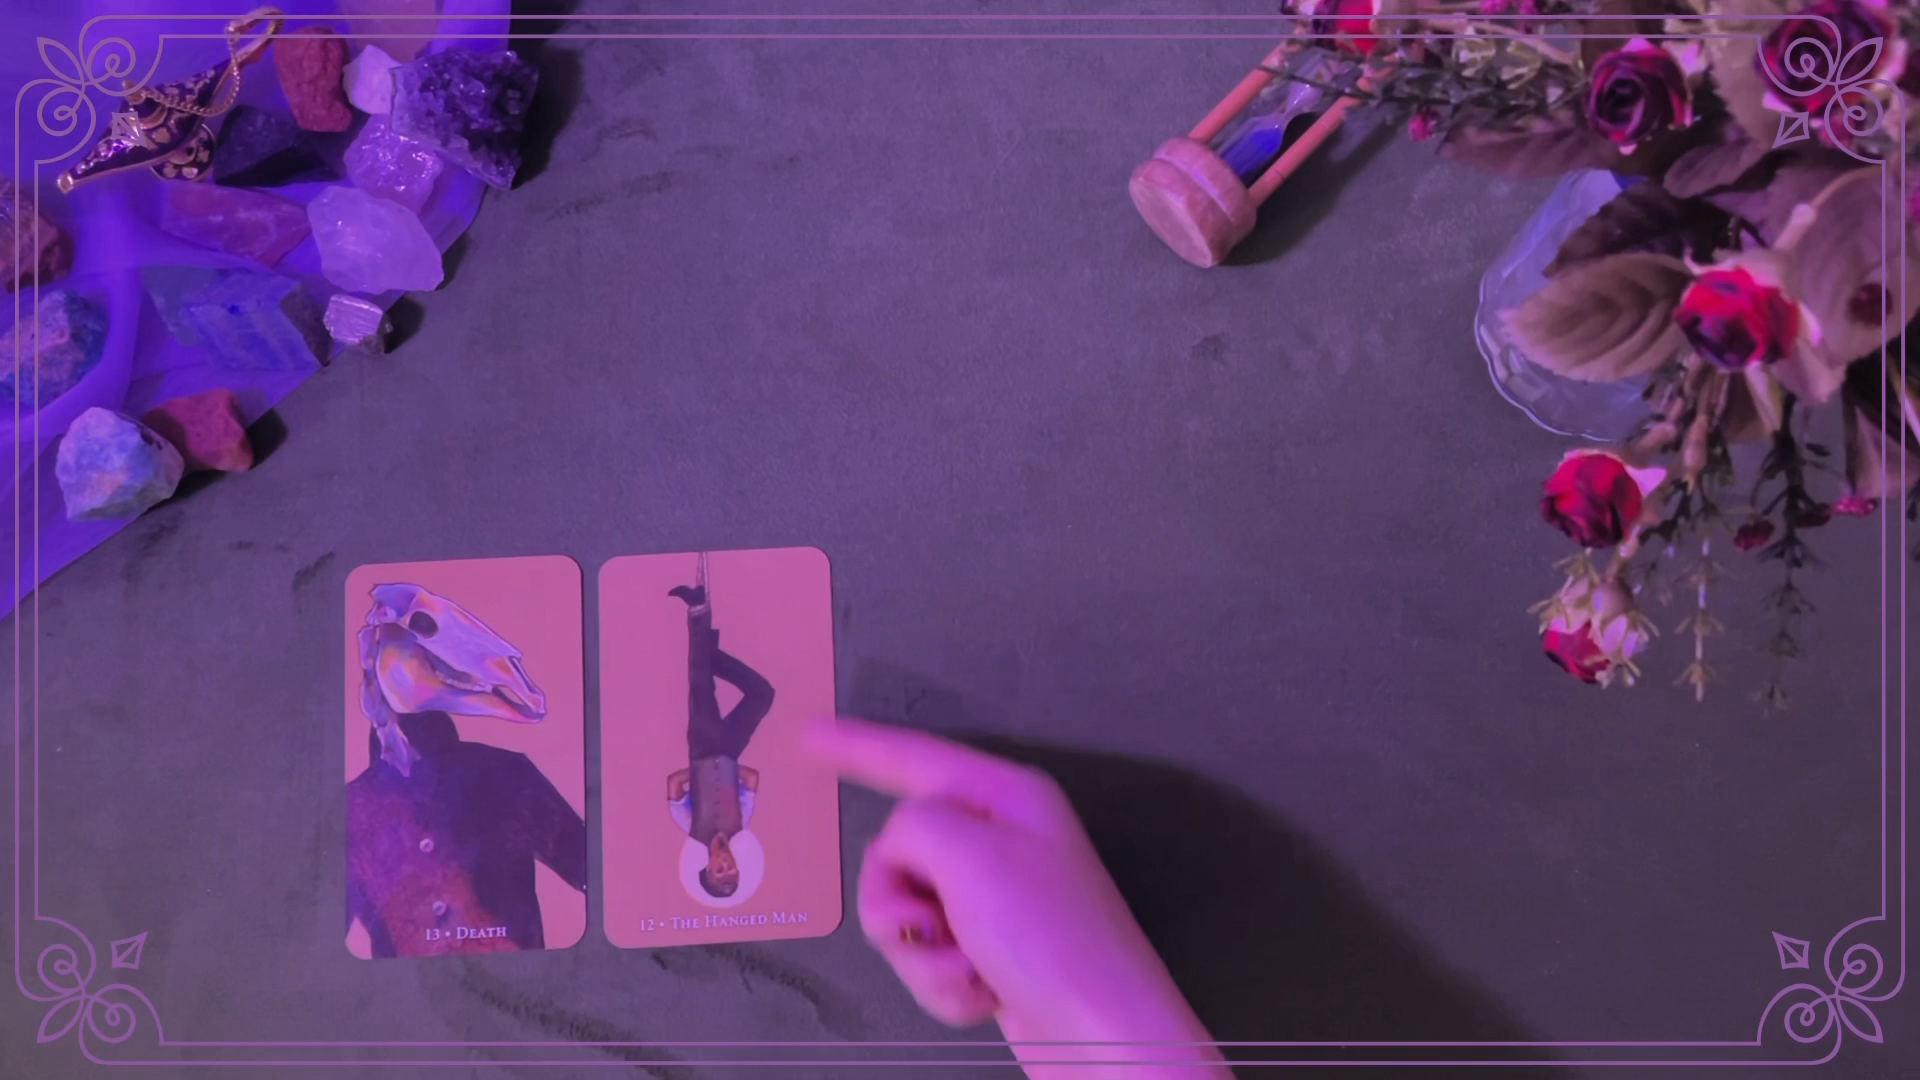 13 • DEATH
12 • THE HANGED MAN